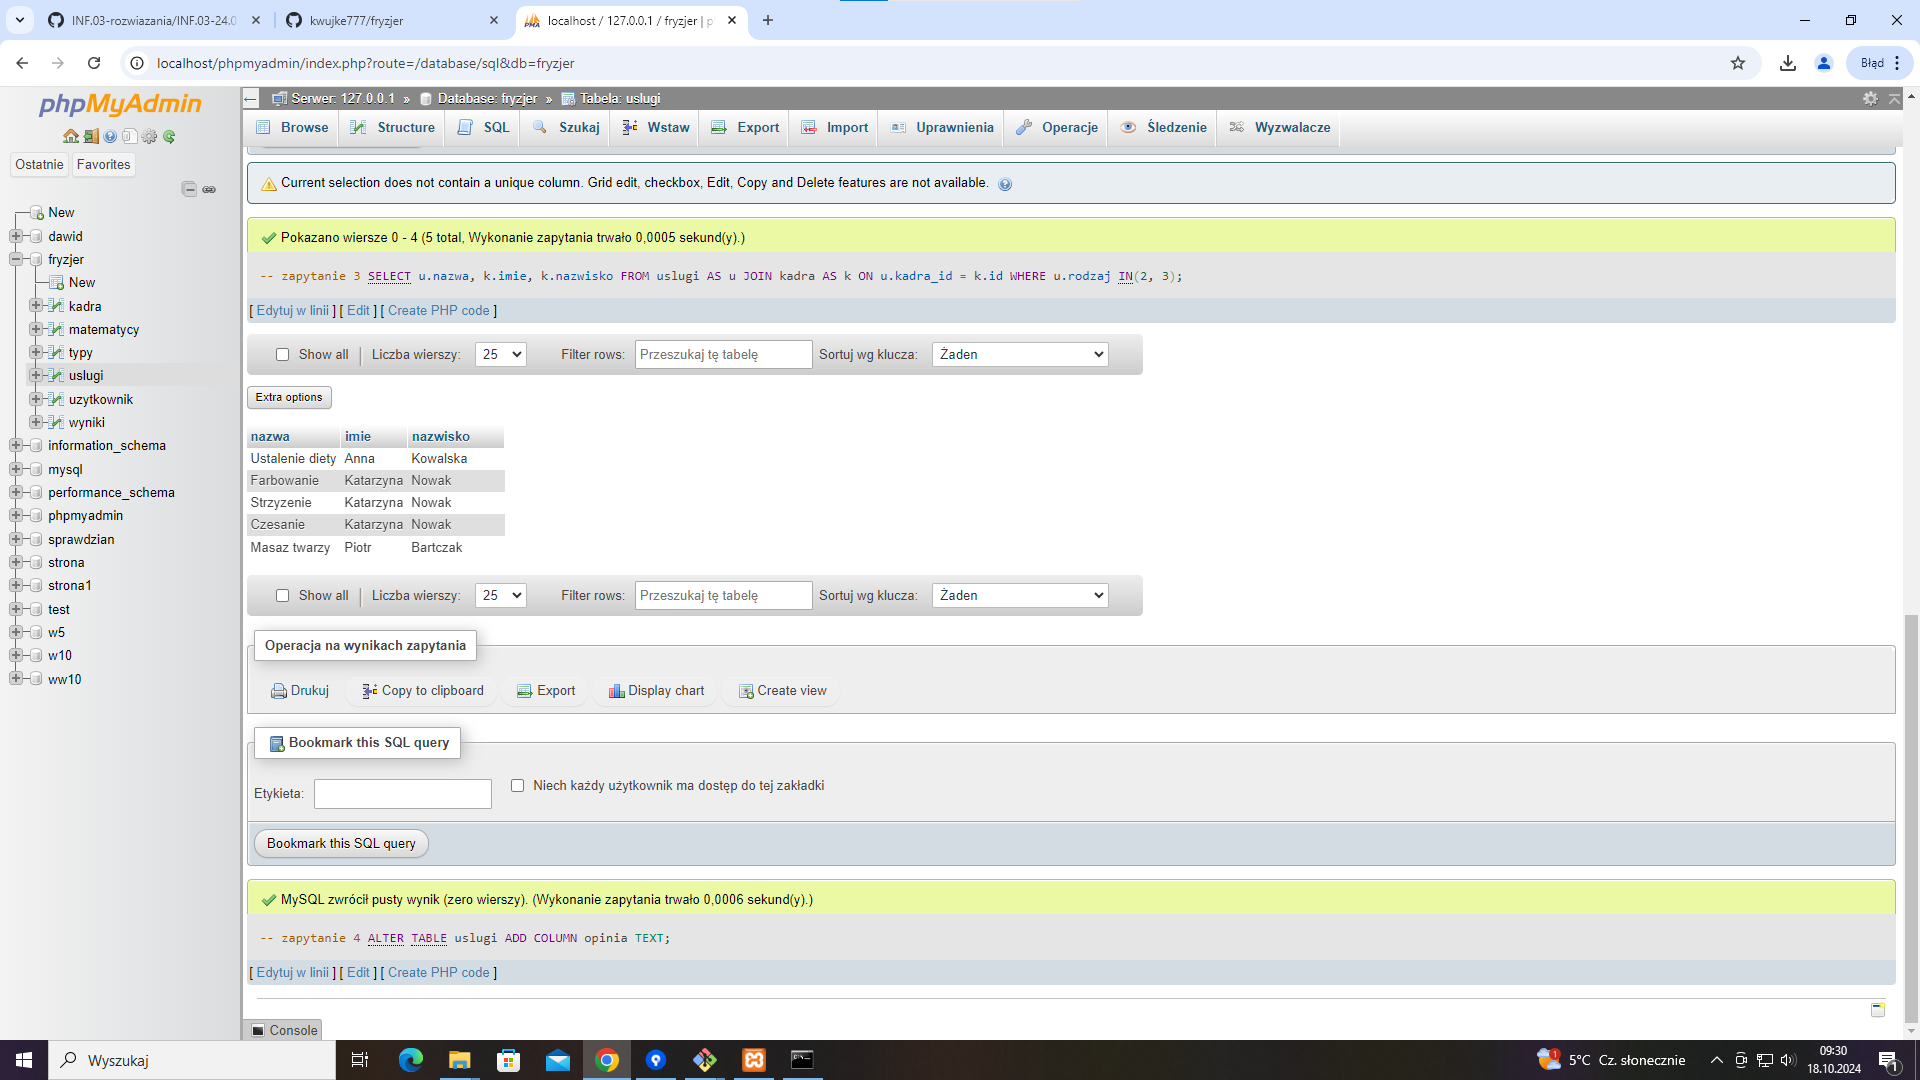 INF.03-rozwiazania/INF.03-24.0
kwujke777/fryzjer
localhost / 127.0.0.1 / fryzjer | p
localhost/phpmyadmin/index.php?route=/database/sql&db=fryzjer
Błąd
phpMyAdmin
Ostatnie
Favorites
New
dawid
fryzjer
New
kadra
matematycy
typy
uslugi
uzytkownik
wyniki
information_schema
mysql
performance_schema
phpmyadmin
sprawdzian
strona
strona1
test
w5
w10
ww10
Serwer: 127.0.0.1 » Database: fryzjer » Tabela: uslugi
Browse Structure SQL Szukaj Wstaw Export Import Uprawnienia Operacje Śledzenie Wyzwalacze
Current selection does not contain a unique column. Grid edit, checkbox, Edit, Copy and Delete features are not available.
Pokazano wiersze 0 - 4 (5 total, Wykonanie zapytania trwało 0,0005 sekund(y).)
-- zapytanie 3 SELECT u.nazwa, k.imie, k.nazwisko FROM uslugi AS u JOIN kadra AS k ON u.kadra_id = k.id WHERE u.rodzaj IN(2, 3);
[ Edytuj w linii ] [ Edit ] [ Create PHP code ]
Show all | Liczba wierszy: 25 Filter rows: Przeszukaj tę tabelę Sortuj wg klucza: Żaden
Extra options
nazwa imie nazwisko
Ustalenie diety Anna Kowalska
Farbowanie Katarzyna Nowak
Strzyzenie Katarzyna Nowak
Czesanie Katarzyna Nowak
Masaz twarzy Piotr Bartczak
Show all | Liczba wierszy: 25 Filter rows: Przeszukaj tę tabelę Sortuj wg klucza: Żaden
Operacja na wynikach zapytania
Drukuj Copy to clipboard Export Display chart Create view
Bookmark this SQL query
Etykieta: Niech każdy użytkownik ma dostęp do tej zakładki
Bookmark this SQL query
MySQL zwrócił pusty wynik (zero wierszy). (Wykonanie zapytania trwało 0,0006 sekund(y).)
-- zapytanie 4 ALTER TABLE uslugi ADD COLUMN opinia TEXT;
[ Edytuj w linii ] [ Edit ] [ Create PHP code ]
Console
Wyszukaj
1
5°C Cz. słonecznie
09:30
18.10.2024
1